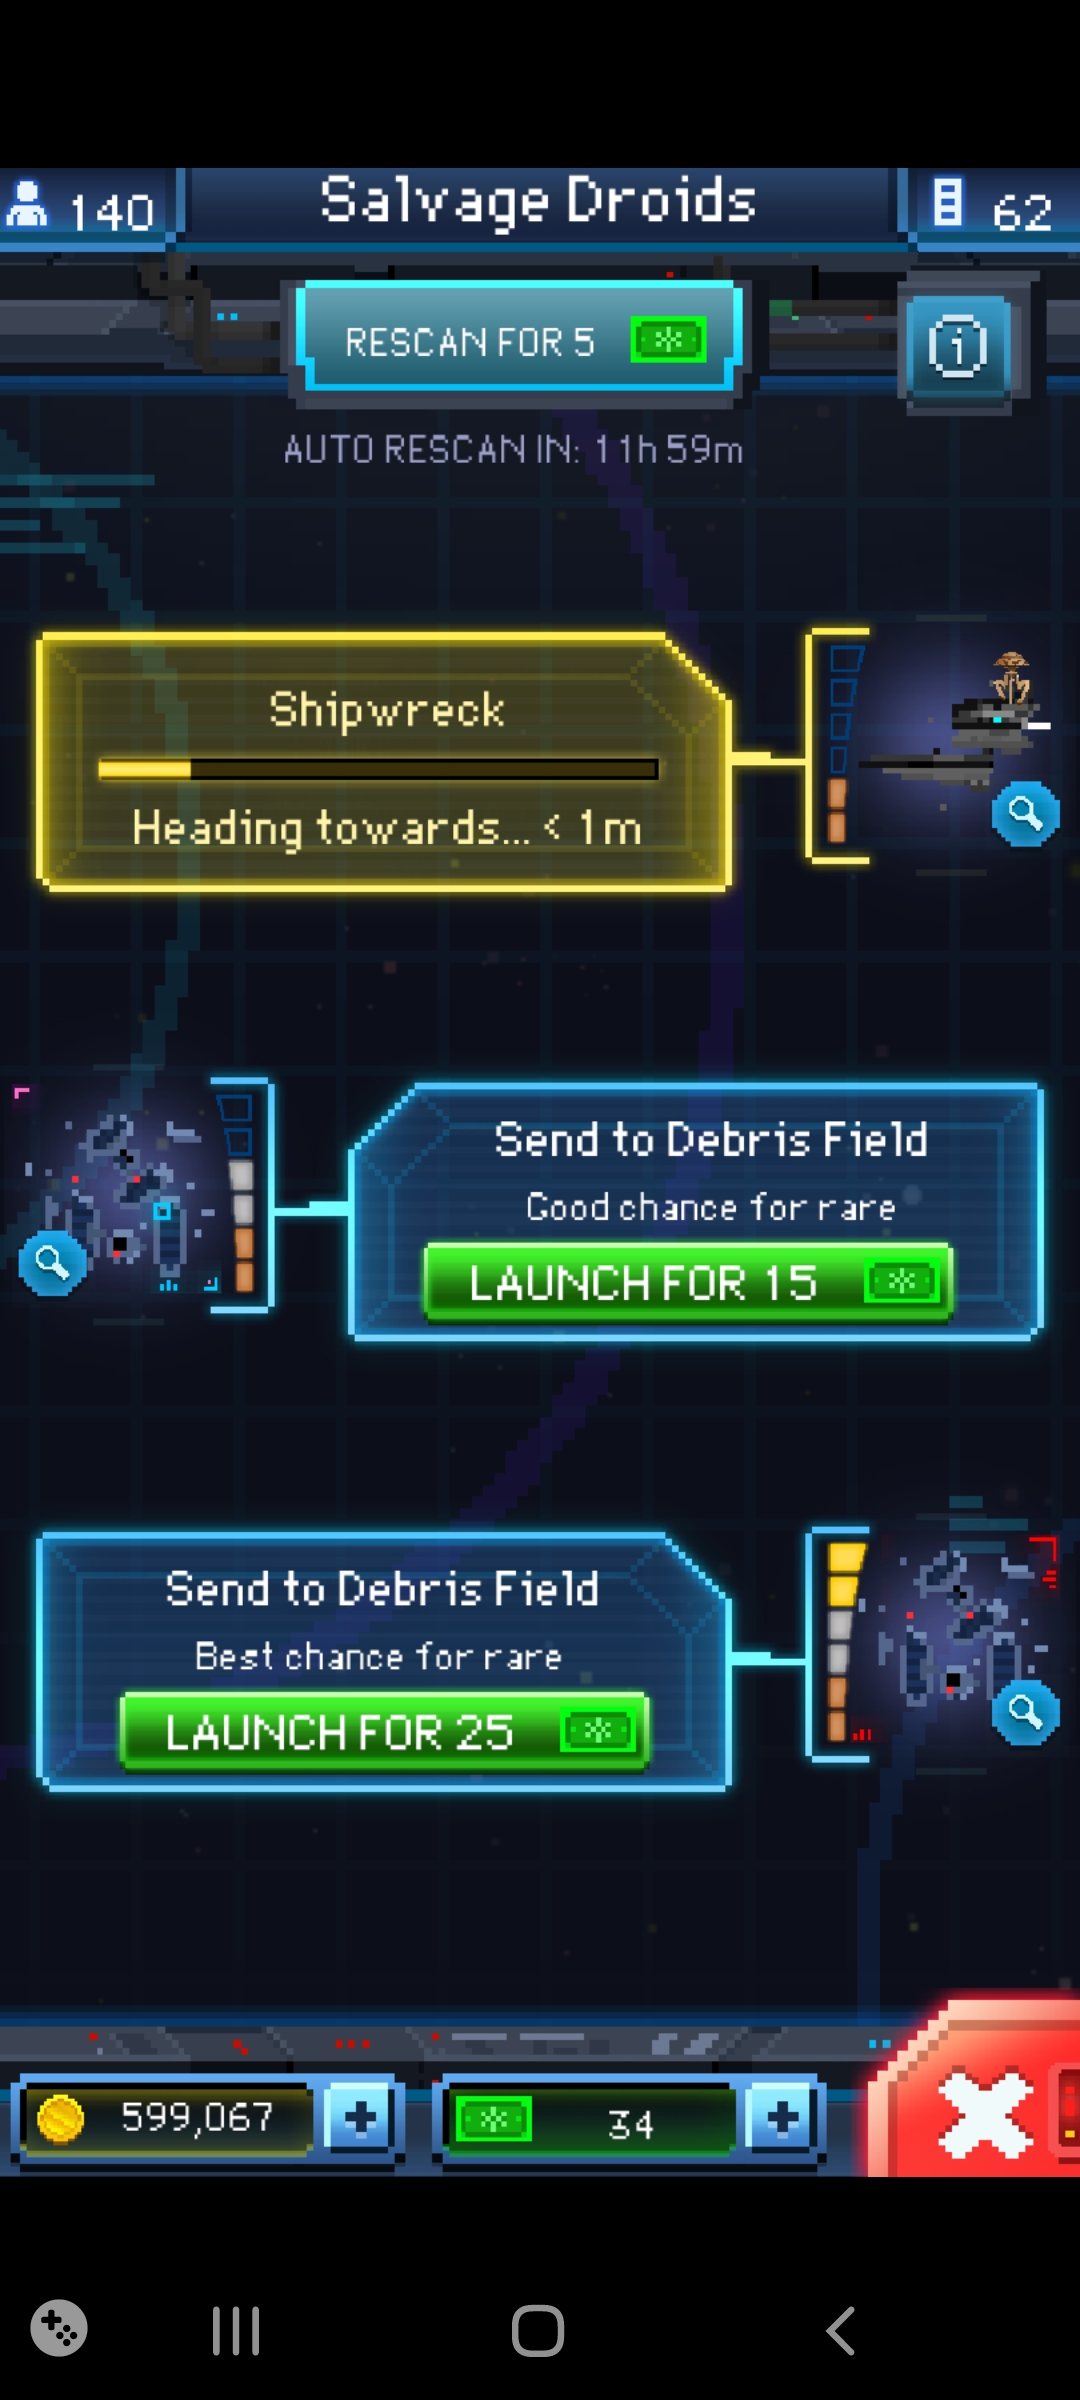 140
Salvage Droids
62
RESCAN FOR 5
AUTO RESCAN IN: 11h 59m
Shipwreck
Heading towards... < 1m
Send to Debris Field
Good chance for rare
LAUNCH FOR 15
Send to Debris Field
Best chance for rare
LAUNCH FOR 25
599,067
34